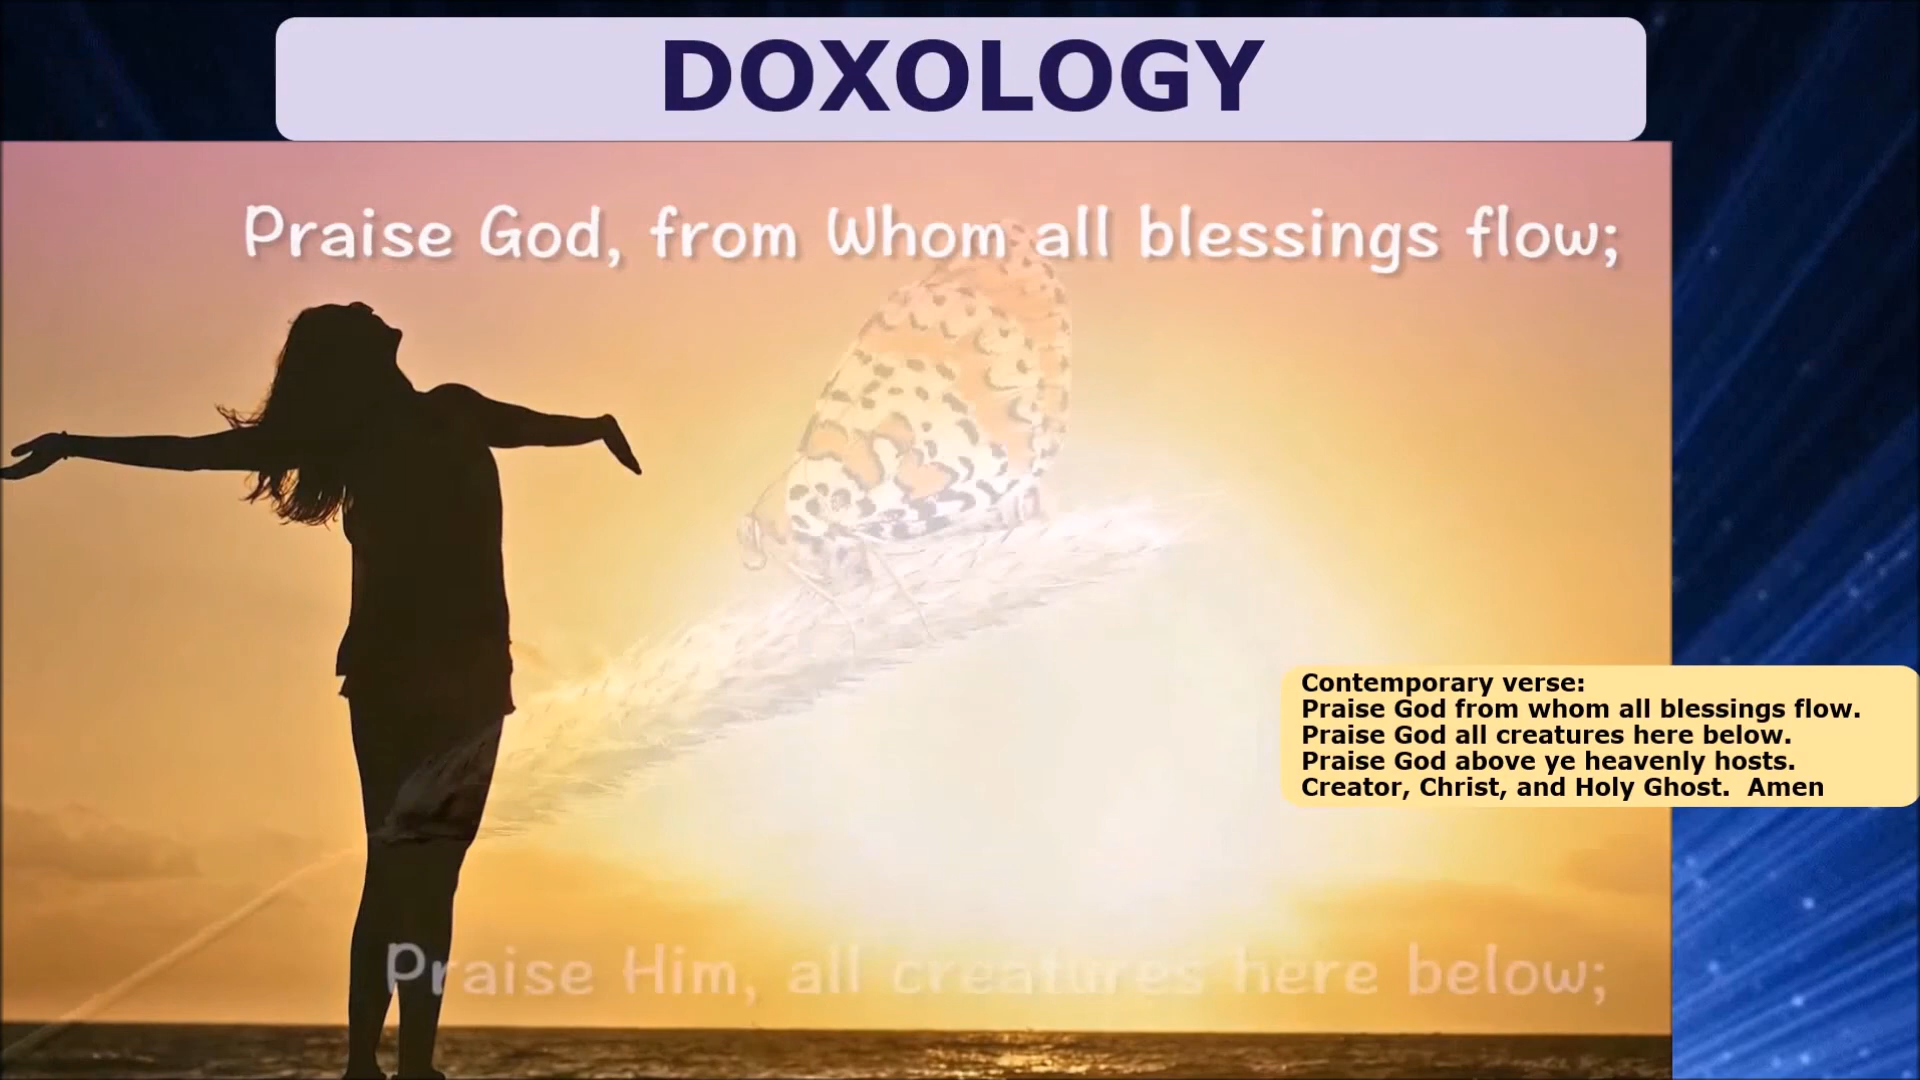 DOXOLOGY
Praise God, from Whom all blessings flow;
Contemporary verse:
Praise God from whom all blessings flow.
Praise God all creatures here below.
Praise God above ye heavenly hosts.
Creator, Christ, and Holy Ghost.  Amen
Praise Him, all creatures here below;